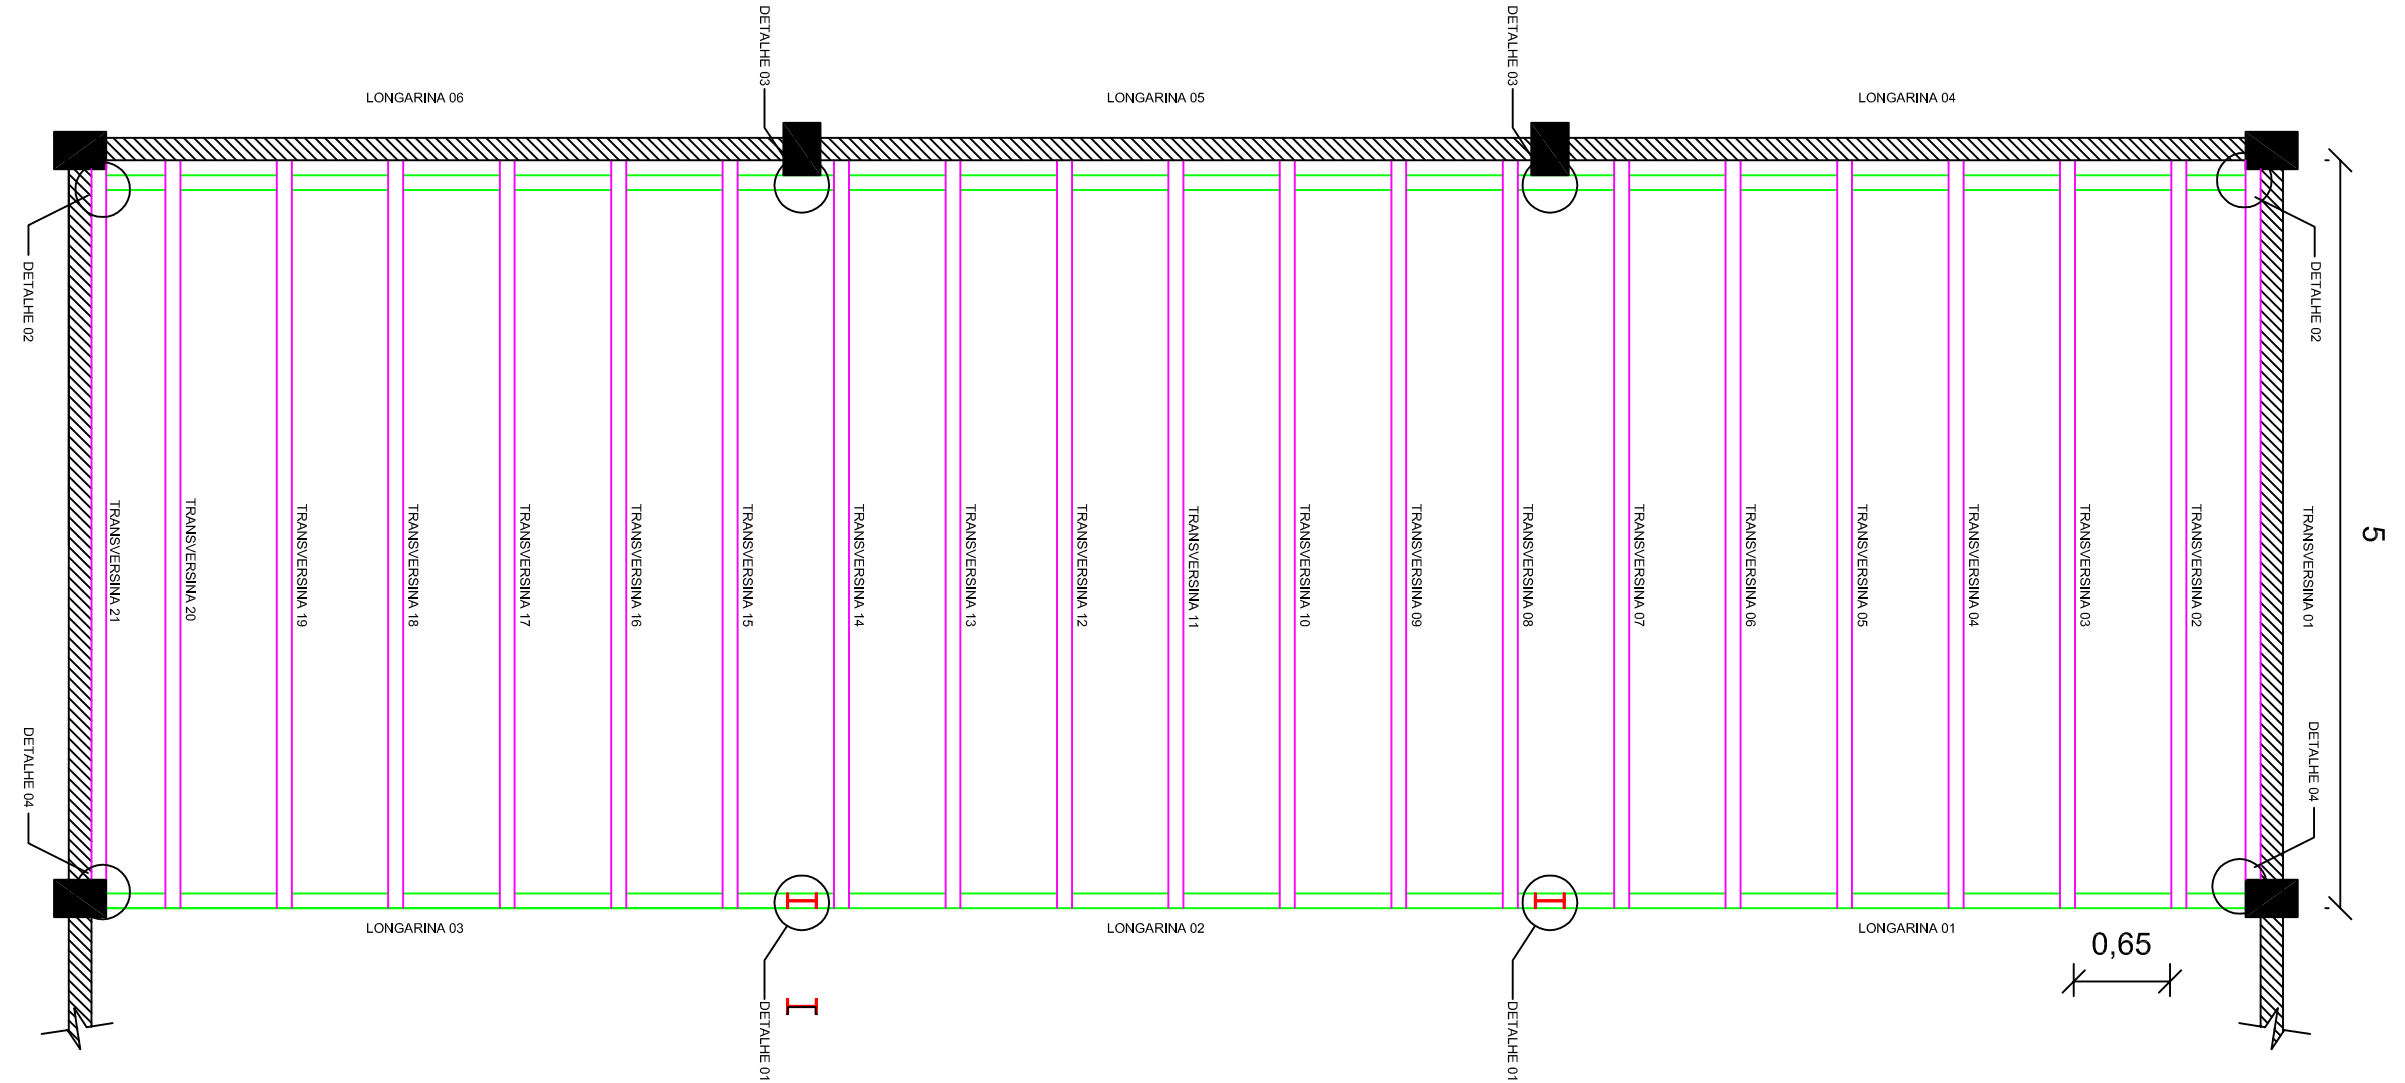 DETALHE 03
DETALHE 03
LONGARINA 06
LONGARINA 05
LONGARINA 04
DETALHE 02
DETALHE 02
TRANSVERSINA 21
TRANSVERSINA 20
TRANSVERSINA 19
TRANSVERSINA 18
TRANSVERSINA 17
TRANSVERSINA 16
TRANSVERSINA 15
TRANSVERSINA 14
TRANSVERSINA 13
TRANSVERSINA 12
TRANSVERSINA 11
TRANSVERSINA 10
TRANSVERSINA 09
TRANSVERSINA 08
TRANSVERSINA 07
TRANSVERSINA 06
TRANSVERSINA 05
TRANSVERSINA 04
TRANSVERSINA 03
TRANSVERSINA 02
TRANSVERSINA 01
5
DETALHE 04
DETALHE 04
LONGARINA 03
LONGARINA 02
LONGARINA 01
0,65
DETALHE 01
DETALHE 01